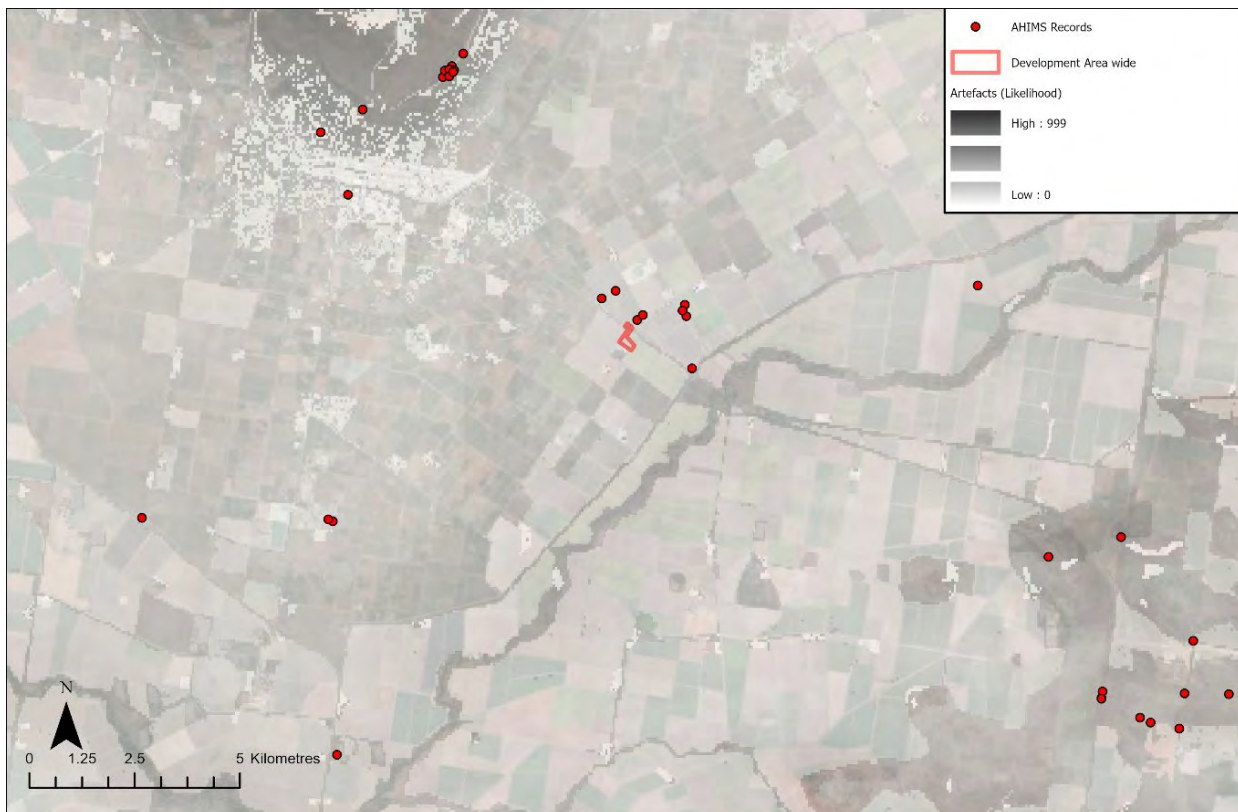 AHIMS Records
Development Area wide
Artefacts (Likelihood)
High : 999
Low : 0
N
0 1.25 2.5 5 Kilometres